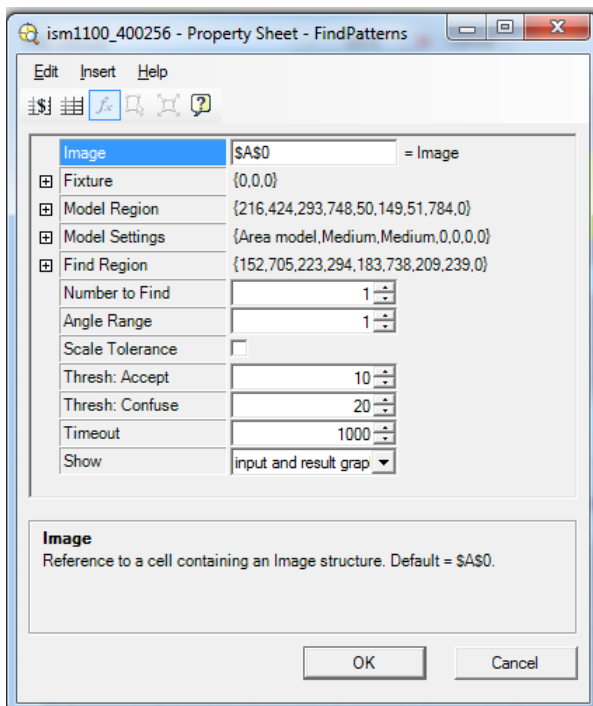 ism1100_400256 - Property Sheet - FindPatterns
Edit Insert Help
Image $A$0 = Image
Fixture {0,0,0}
Model Region {216,424,293,748,50,149,51,784,0}
Model Settings {Area model,Medium,Medium,0,0,0,0}
Find Region {152,705,223,294,183,738,209,239,0}
Number to Find 1
Angle Range 1
Scale Tolerance
Thresh: Accept 10
Thresh: Confuse 20
Timeout 1000
Show input and result grap
Image
Reference to a cell containing an Image structure. Default = $A$0.
OK Cancel